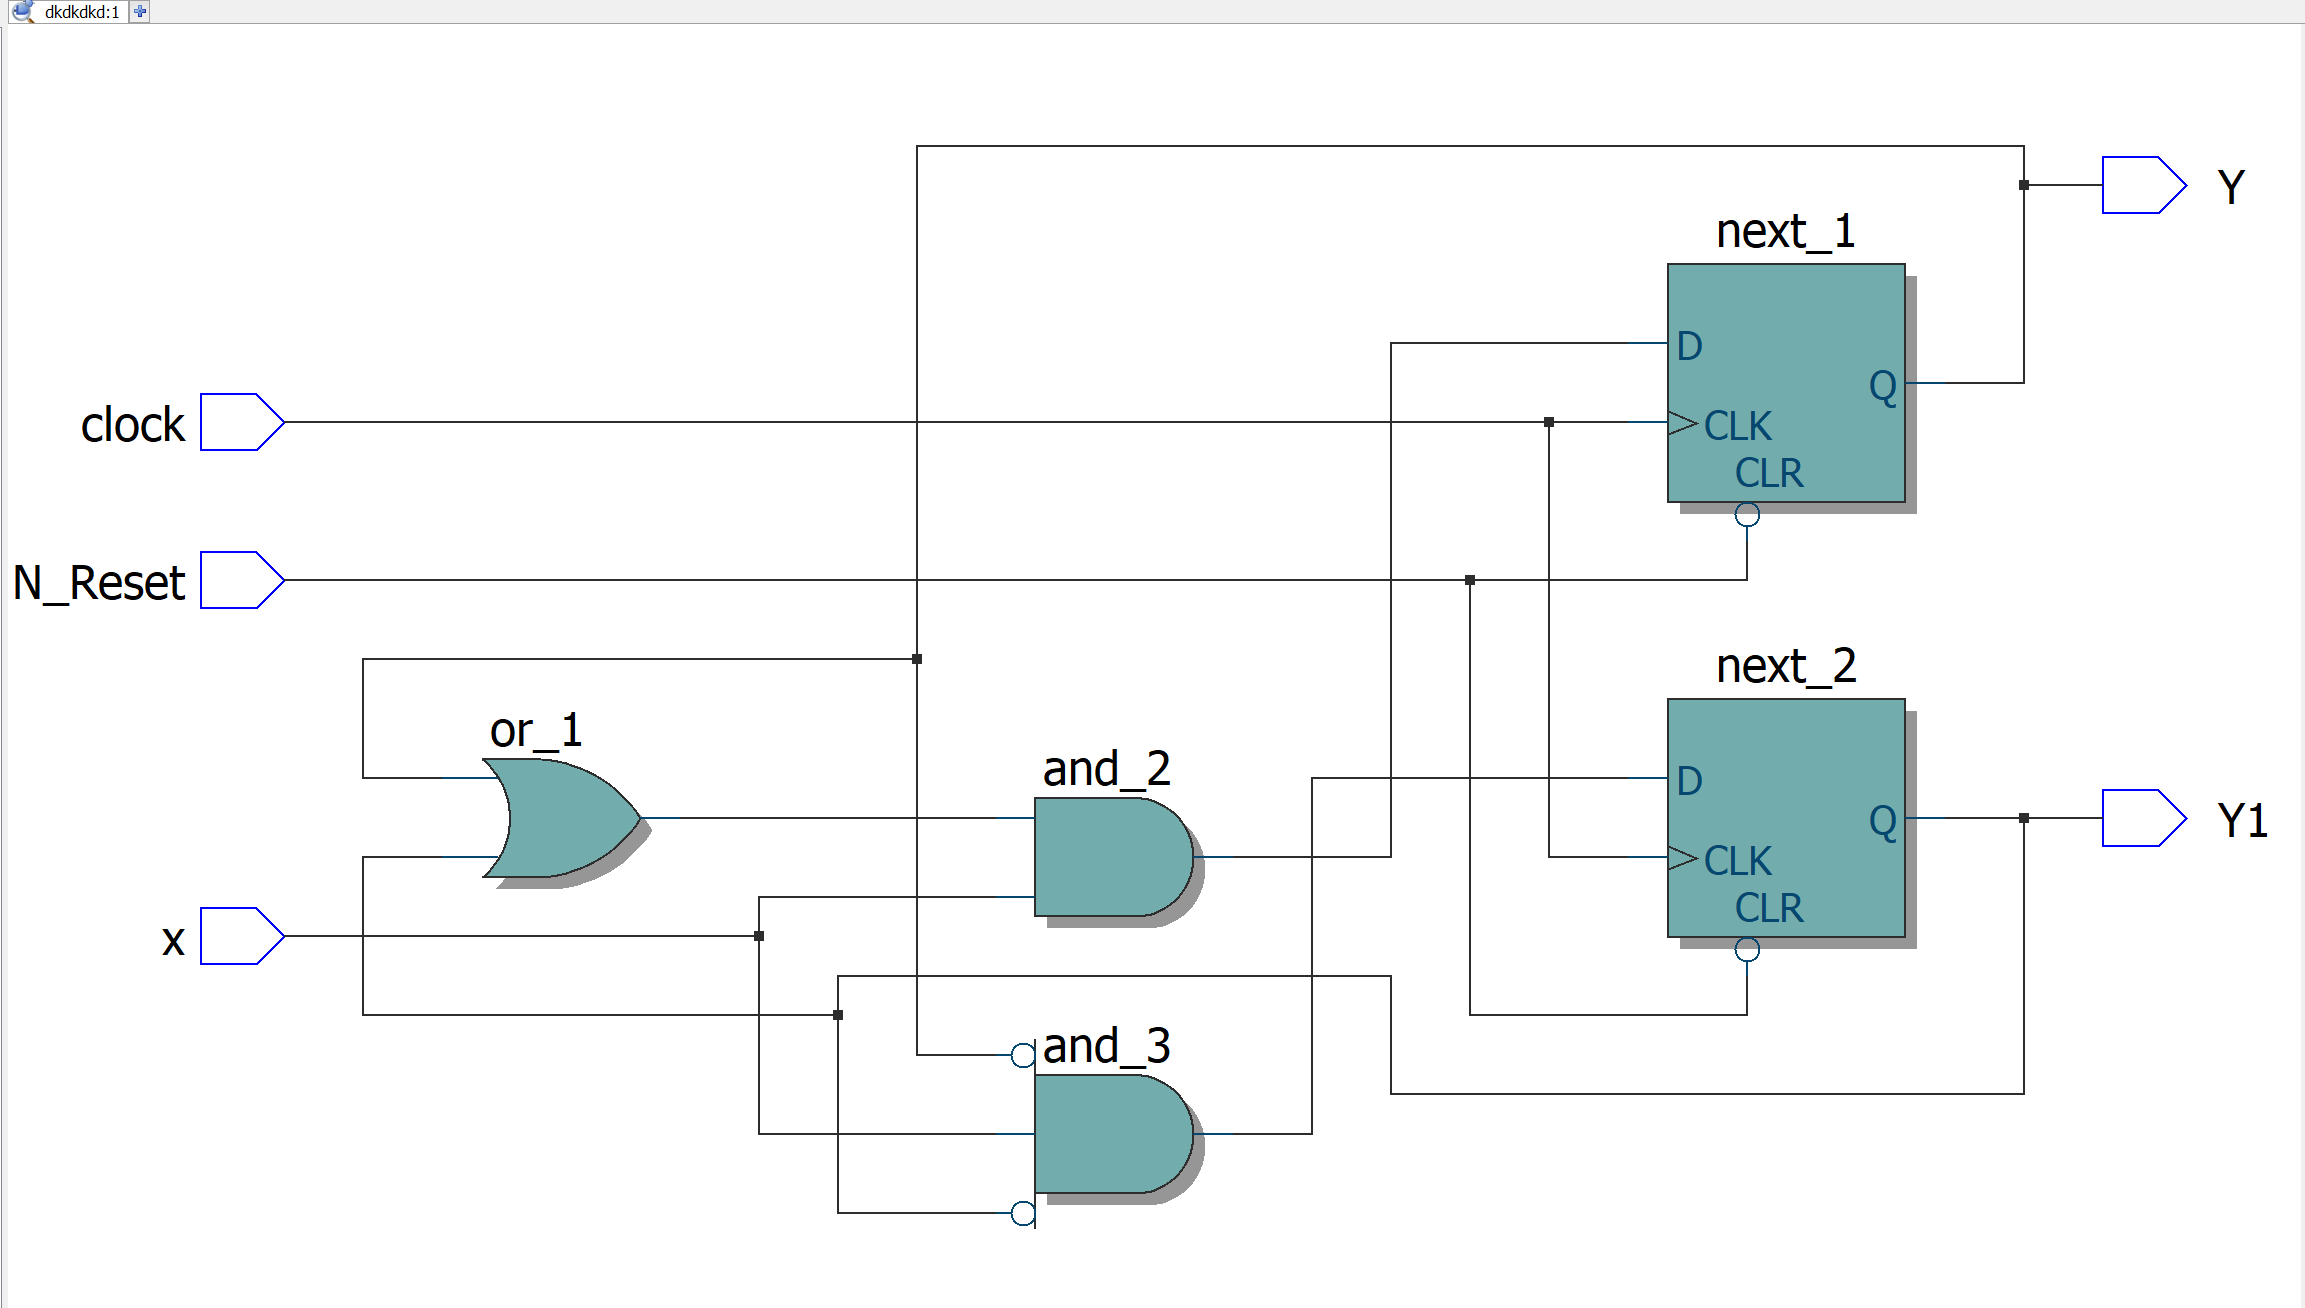 dkdkdkd:1
Y
next_1
D
Q
clock
CLK
CLR
N_Reset
next_2
or_1
and_2
D
Q
Y1
CLK
CLR
x
and_3